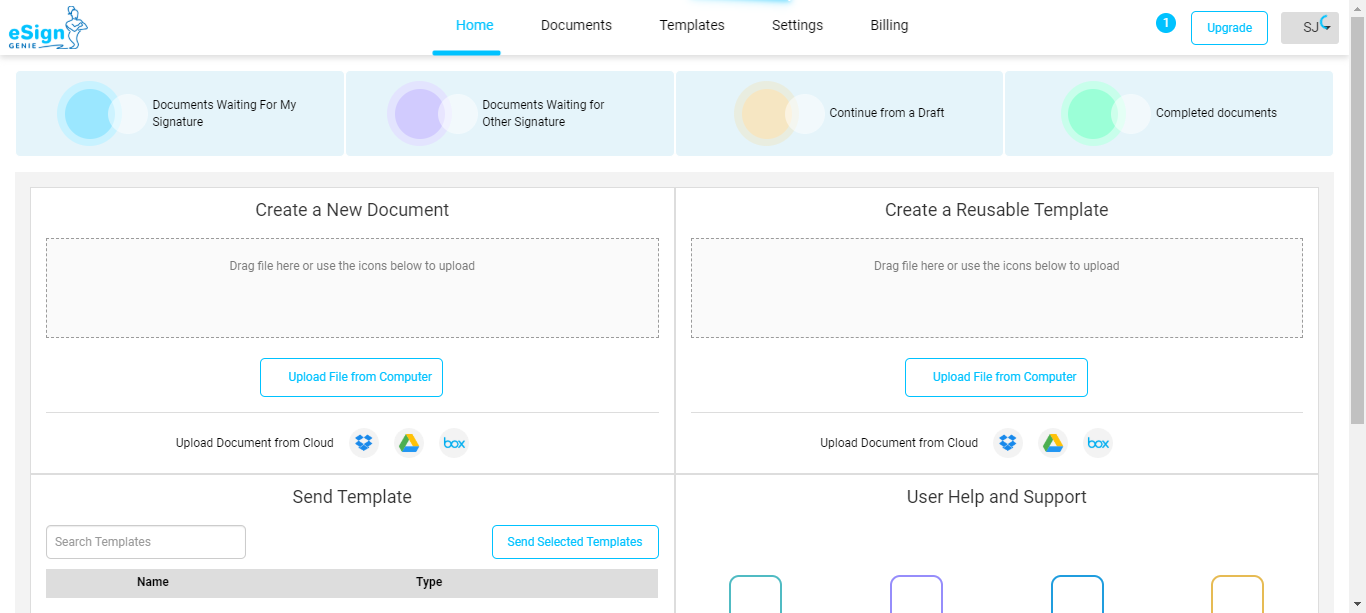 eSign
GENIE
Home
Documents
Templates
Settings
Billing
1
Upgrade
SJ
Documents Waiting For My
Signature
Documents Waiting for
Other Signature
Continue from a Draft
Completed documents
Create a New Document
Drag file here or use the icons below to upload
Upload File from Computer
Upload Document from Cloud
box
Create a Reusable Template
Drag file here or use the icons below to upload
Upload File from Computer
Upload Document from Cloud
box
Send Template
Search Templates
Send Selected Templates
Name
Type
User Help and Support